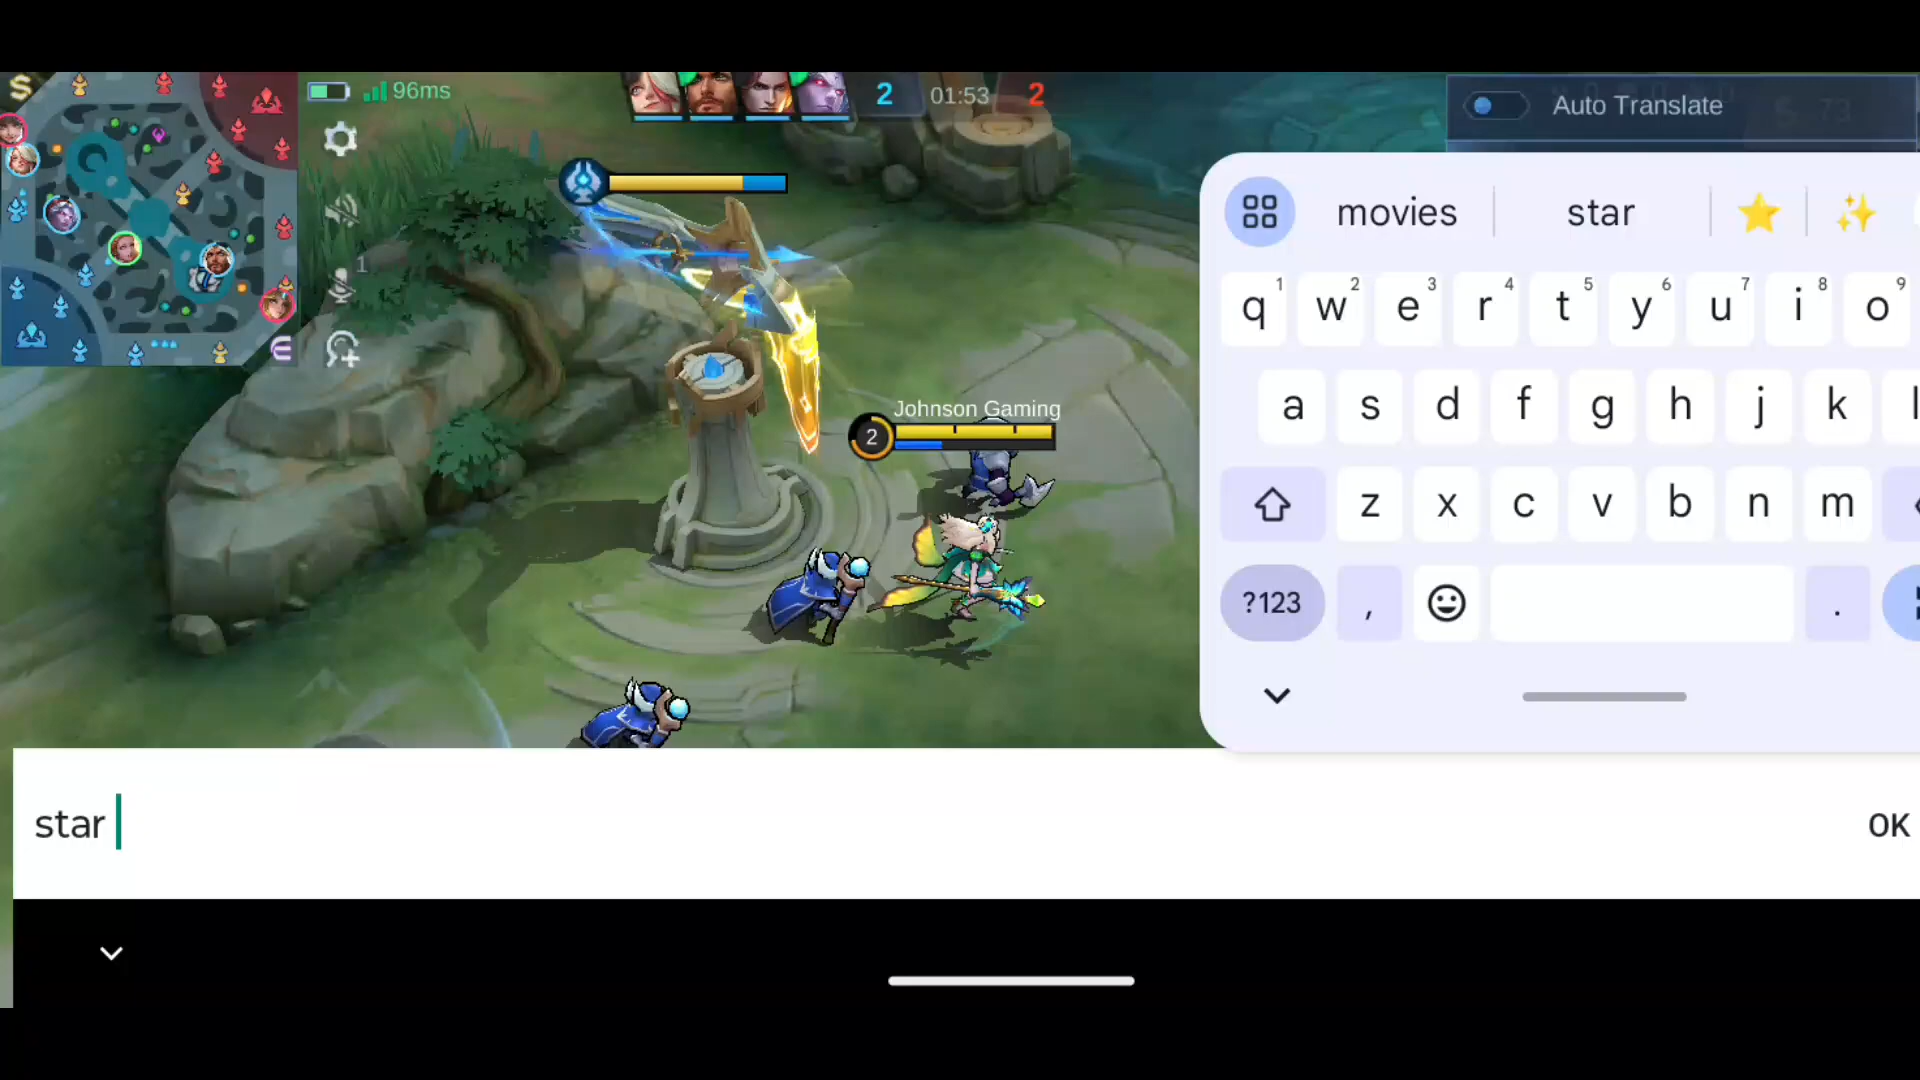 96ms
2
01:53
2
Auto Translate
movies
star
⭐
✨
q 1 w 2 e 3 r 4 t 5 y 6 u 7 i 8 o 9
a s d f g h j k l
z x c v b n m
?123 , .
1
Johnson Gaming
2
star
OK